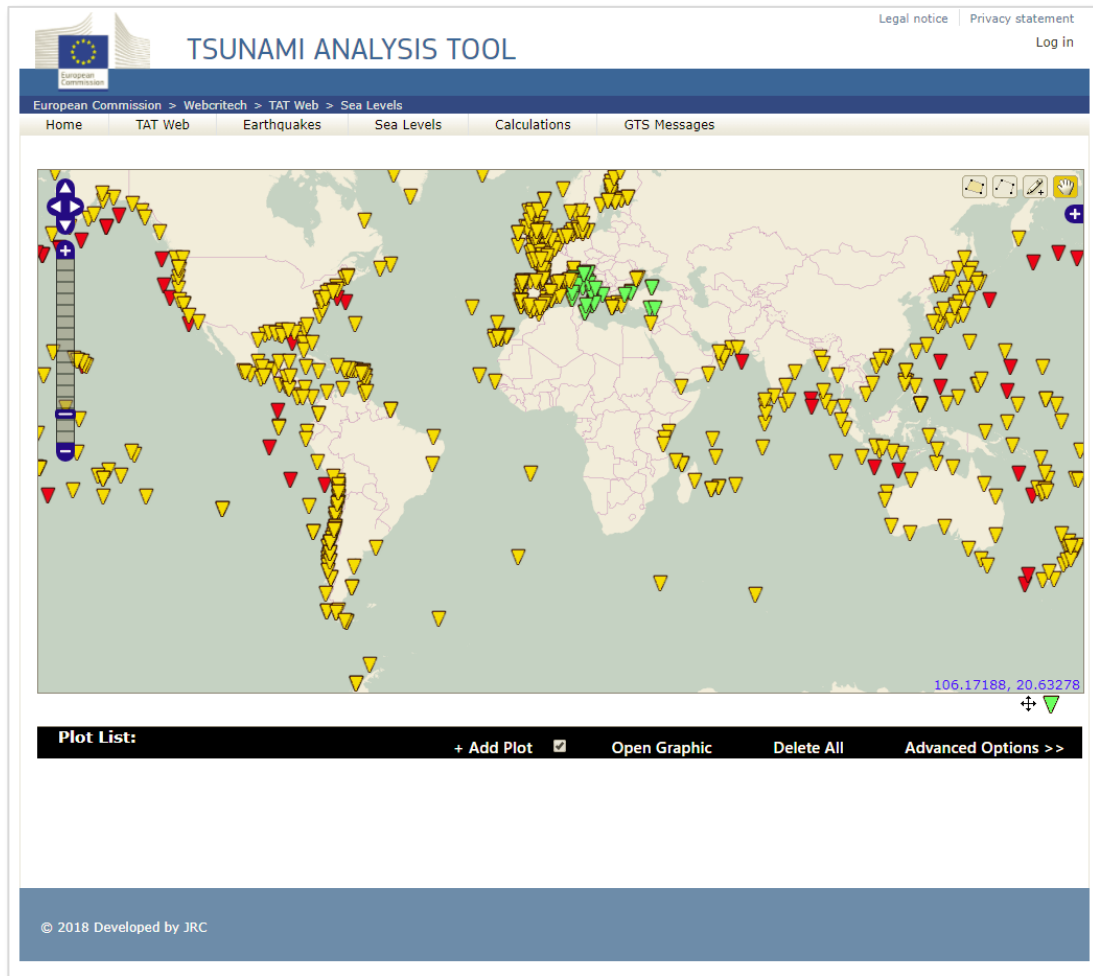 Legal notice Privacy statement
TSUNAMI ANALYSIS TOOL
Log in
European
Commission
European Commission > Webcritech > TAT Web > Sea Levels
Home TAT Web Earthquakes Sea Levels Calculations GTS Messages
106.17188, 20.63278
Plot List:
+ Add Plot Open Graphic Delete All Advanced Options >>
© 2018 Developed by JRC